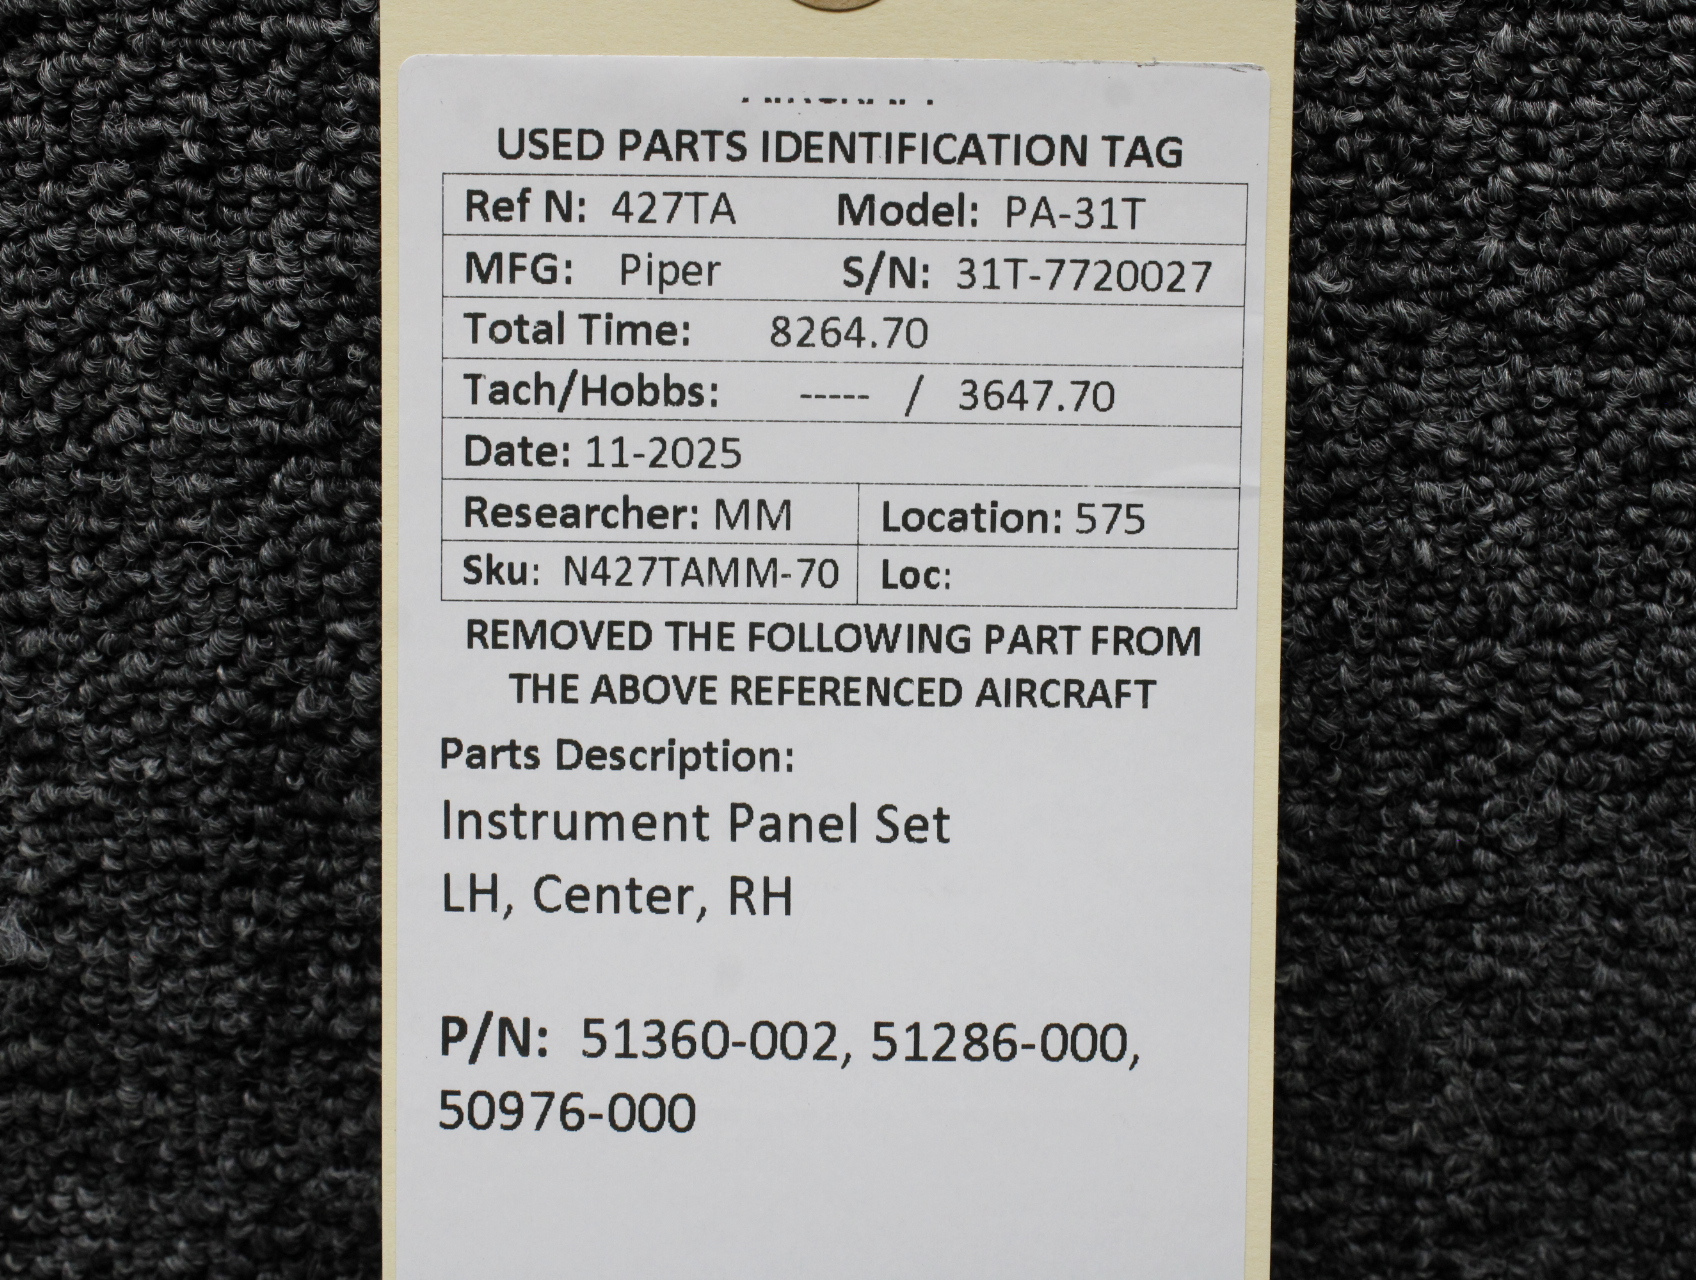 USED PARTS IDENTIFICATION TAG
Ref N: 427TA Model: PA-31T
MFG: Piper S/N: 31T-7720027
Total Time: 8264.70
Tach/Hobbs: ----- / 3647.70
Date: 11-2025
Researcher: MM Location: 575
Sku: N427TAMM-70 Loc:
REMOVED THE FOLLOWING PART FROM
THE ABOVE REFERENCED AIRCRAFT
Parts Description:
Instrument Panel Set
LH, Center, RH
P/N: 51360-002, 51286-000,
50976-000